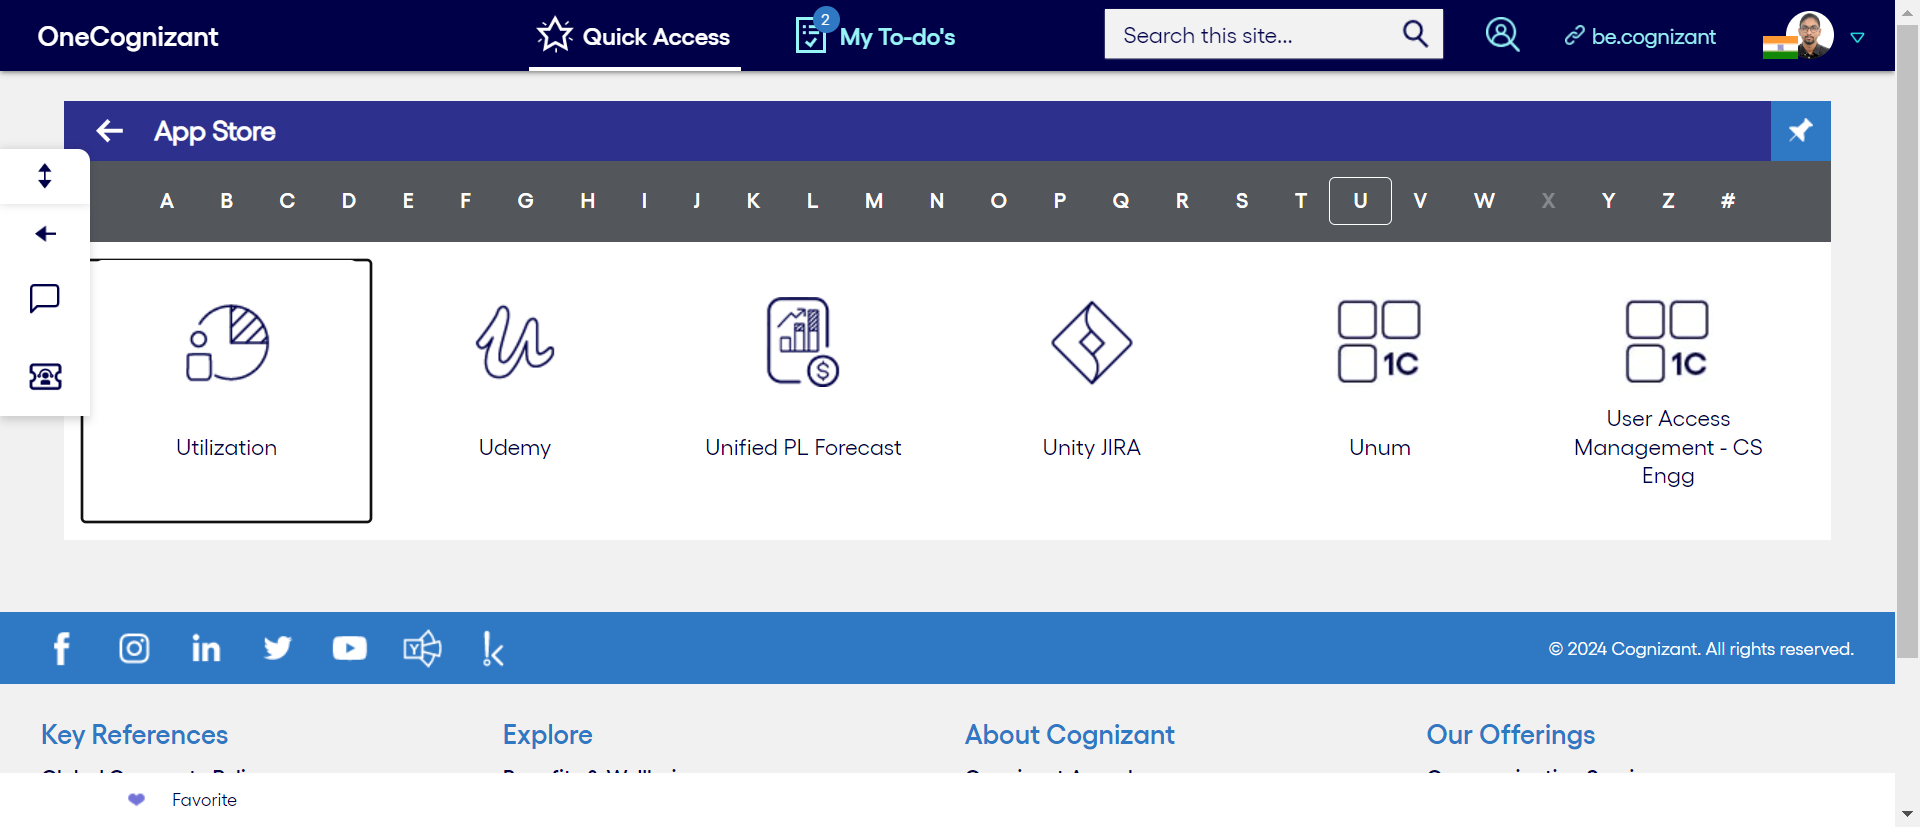 OneCognizant
Quick Access
2
My To-do's
Search this site...
be.cognizant
App Store
A B C D E F G H I J K L M N O P Q R S T U V W X Y Z #
1C
1C
Utilization
Udemy
Unified PL Forecast
Unity JIRA
Unum
User Access
Management - CS
Engg
© 2024 Cognizant. All rights reserved.
Key References
Explore
About Cognizant
Our Offerings
Favorite